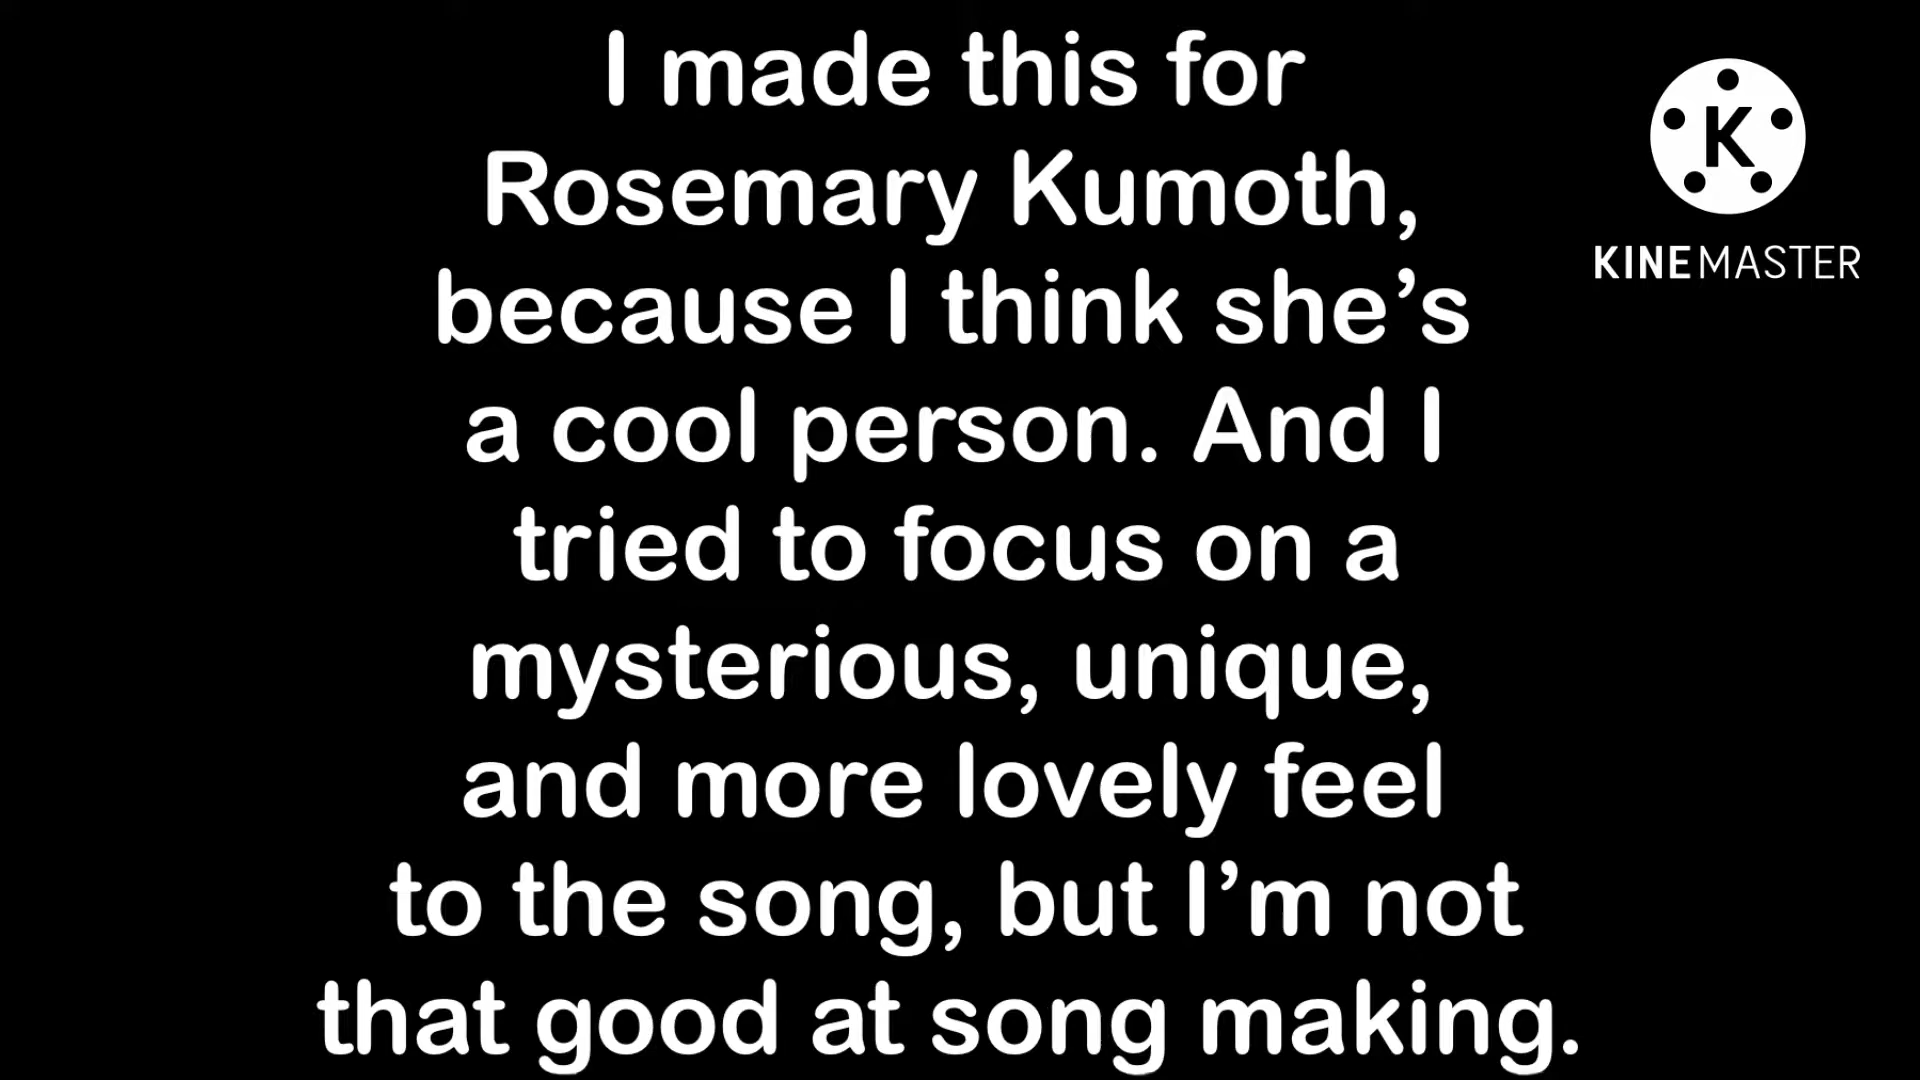 I made this for
Rosemary Kumoth,
because I think she’s
a cool person. And I
tried to focus on a
mysterious, unique,
and more lovely feel
to the song, but I’m not
that good at song making.
K
KINEMASTER